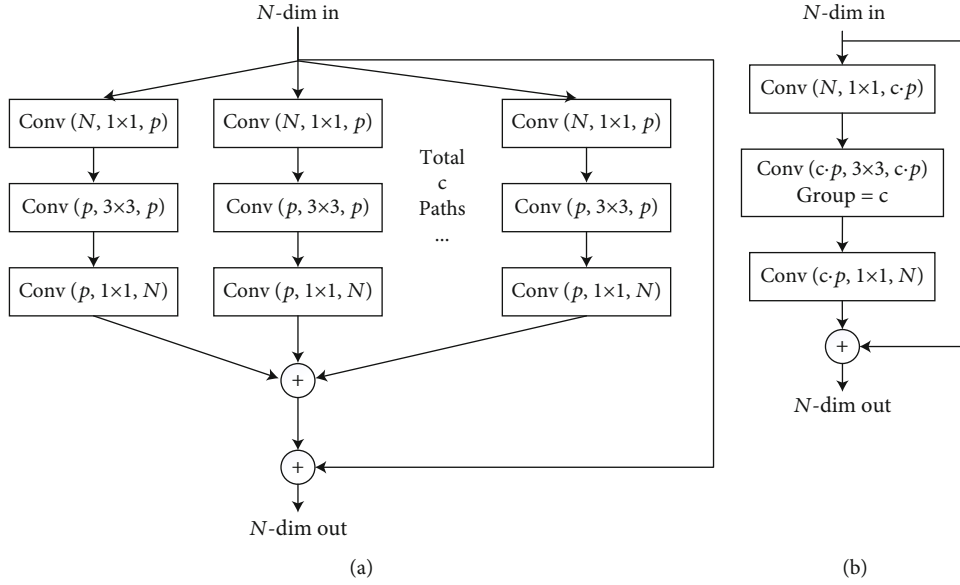 N-dim in
Conv (N, 1×1, p)
Conv (N, 1×1, p)
Conv (N, 1×1, p)
Conv (p, 3×3, p)
Conv (p, 3×3, p)
Total
c
Paths
...
Conv (p, 3×3, p)
Conv (p, 1×1, N)
Conv (p, 1×1, N)
Conv (p, 1×1, N)
+
+
N-dim out
(a)
N-dim in
Conv (N, 1×1, c·p)
Conv (c·p, 3×3, c·p)
Group = c
Conv (c·p, 1×1, N)
+
N-dim out
(b)